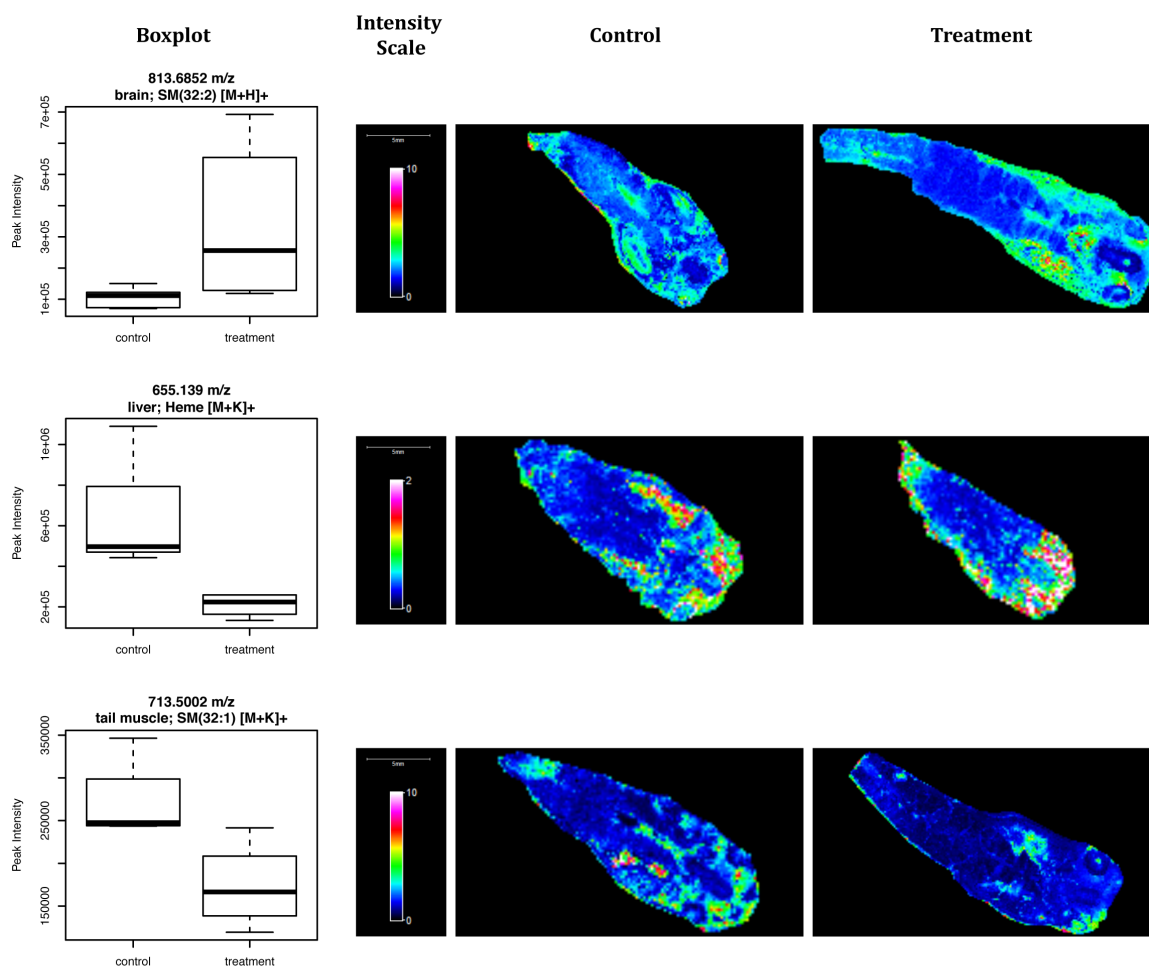 Boxplot
Intensity
Scale
Control
Treatment
813.6852 m/z
brain; SM(32:2) [M+H]+
Peak Intensity
7e+05
5e+05
3e+05
1e+05
control
treatment
5mm
10
0
655.139 m/z
liver; Heme [M+K]+
Peak Intensity
1e+06
6e+05
2e+05
control
treatment
5mm
2
0
713.5002 m/z
tail muscle; SM(32:1) [M+K]+
Peak Intensity
350000
250000
150000
control
treatment
5mm
10
0